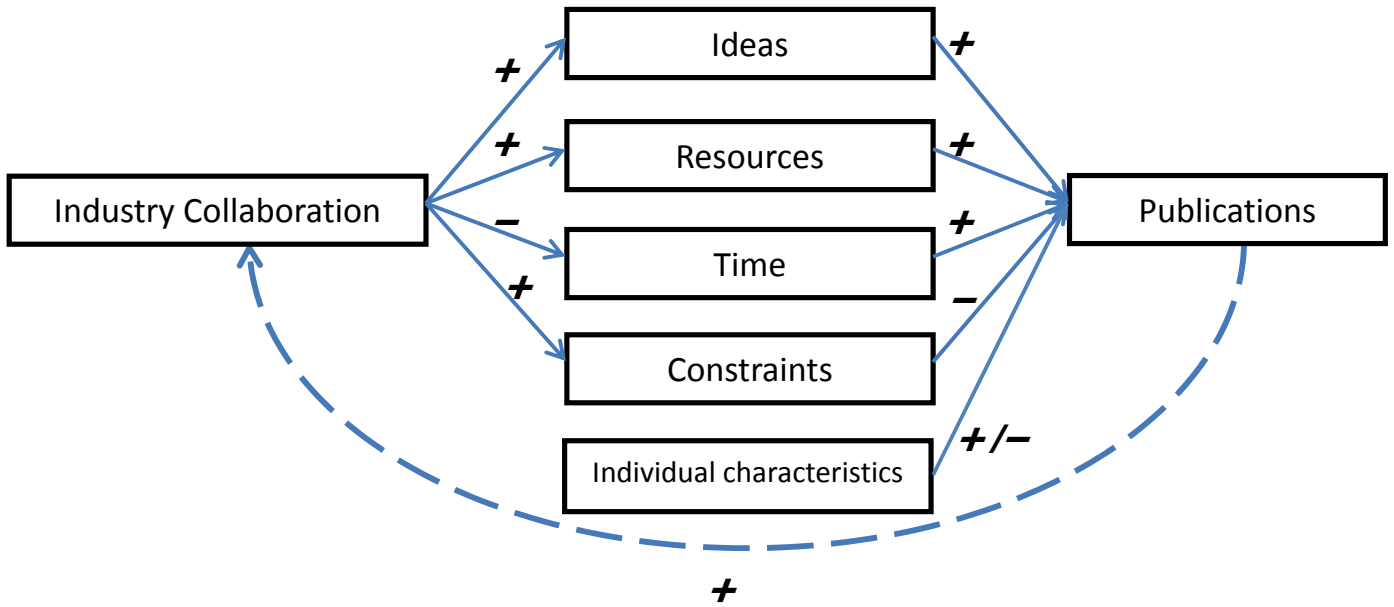 Ideas
+
+
Resources
+
+
Industry Collaboration
Publications
−
+
Time
+
−
Constraints
+/−
Individual characteristics
+